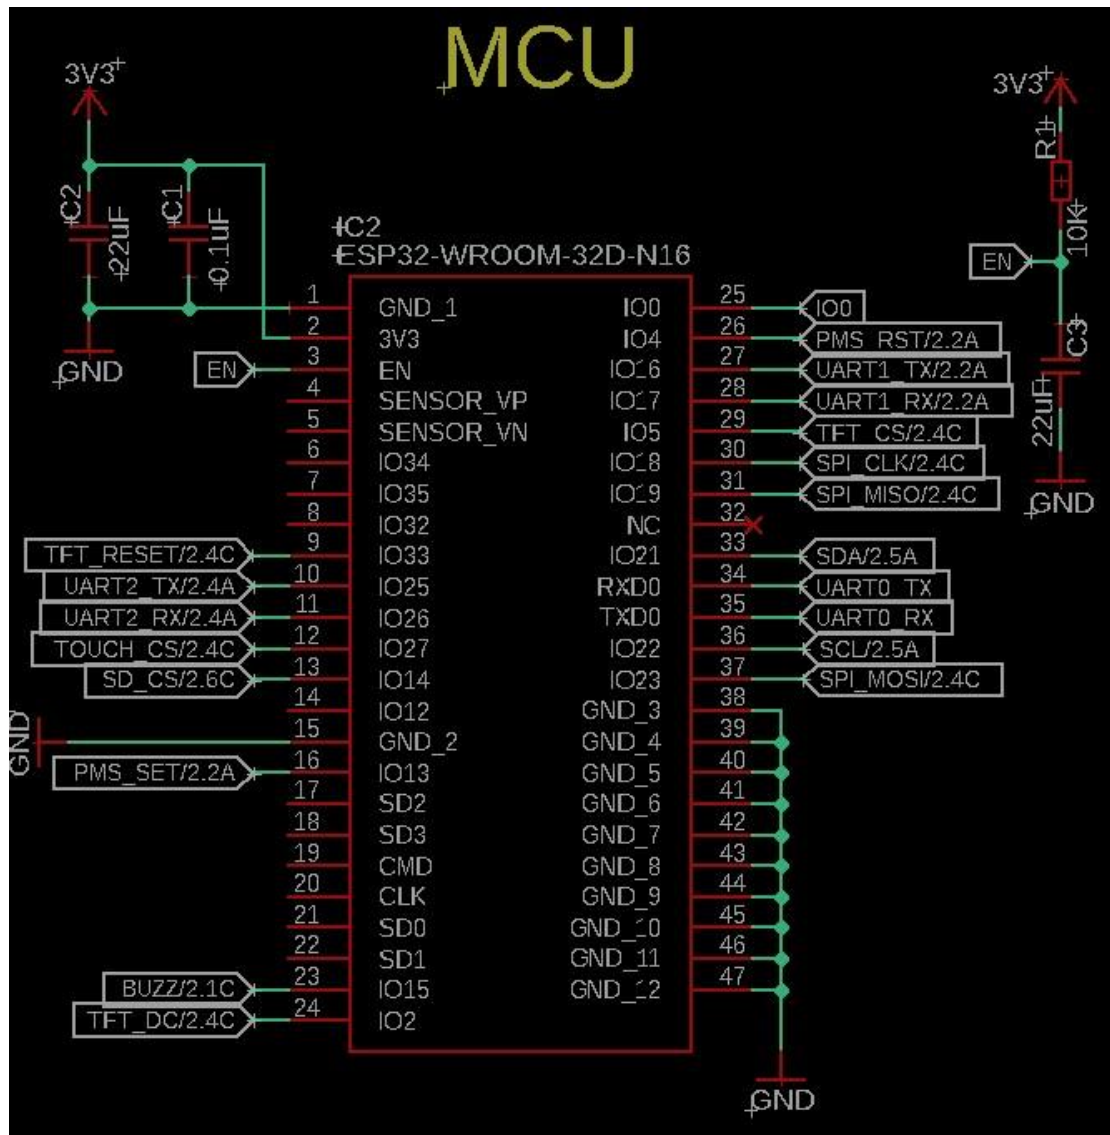 MCU
3V3
C2
22uF
C1
0.1uF
GND
3V3
R1
10K
EN
C3
22uF
GND
IC2
ESP32-WROOM-32D-N16
1 GND_1
2 3V3
EN 3 EN
4 SENSOR_VP
5 SENSOR_VN
6 IO34
7 IO35
8 IO32
TFT_RESET/2.4C 9 IO33
UART2_TX/2.4A 10 IO25
UART2_RX/2.4A 11 IO26
TOUCH_CS/2.4C 12 IO27
SD_CS/2.6C 13 IO14
14 IO12
GND 15 GND_2
PMS_SET/2.2A 16 IO13
17 SD2
18 SD3
19 CMD
20 CLK
21 SD0
22 SD1
BUZZ/2.1C 23 IO15
TFT_DC/2.4C 24 IO2
IO0 25 IO0
IO4 26 PMS_RST/2.2A
IO16 27 UART1_TX/2.2A
IO17 28 UART1_RX/2.2A
IO5 29 TFT_CS/2.4C
IO18 30 SPI_CLK/2.4C
IO19 31 SPI_MISO/2.4C
NC 32
IO21 33 SDA/2.5A
RXD0 34 UART0_TX
TXD0 35 UART0_RX
IO22 36 SCL/2.5A
IO23 37 SPI_MOSI/2.4C
GND_3 38
GND_4 39
GND_5 40
GND_6 41
GND_7 42
GND_8 43
GND_9 44
GND_10 45
GND_11 46
GND_12 47
GND